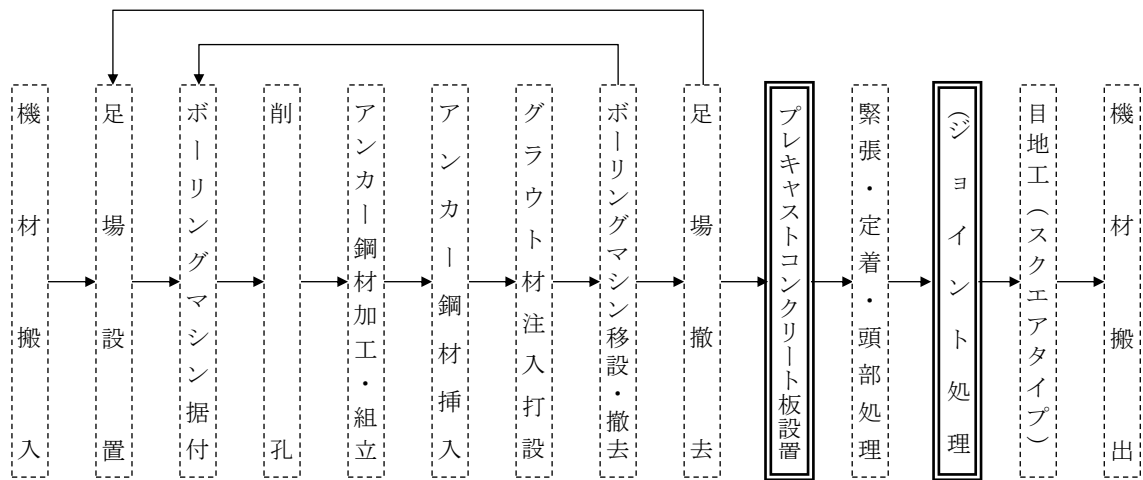 機材搬入
足場設置
ボーリングマシン据付
削孔
アンカー鋼材加工・組立
アンカー鋼材挿入
グラウト材注入打設
ボーリングマシン移設・撤去
足場撤去
プレキャストコンクリート板設置
緊張・定着・頭部処理
(ジョイント処理
目地工(スクエアタイプ)
機材搬出